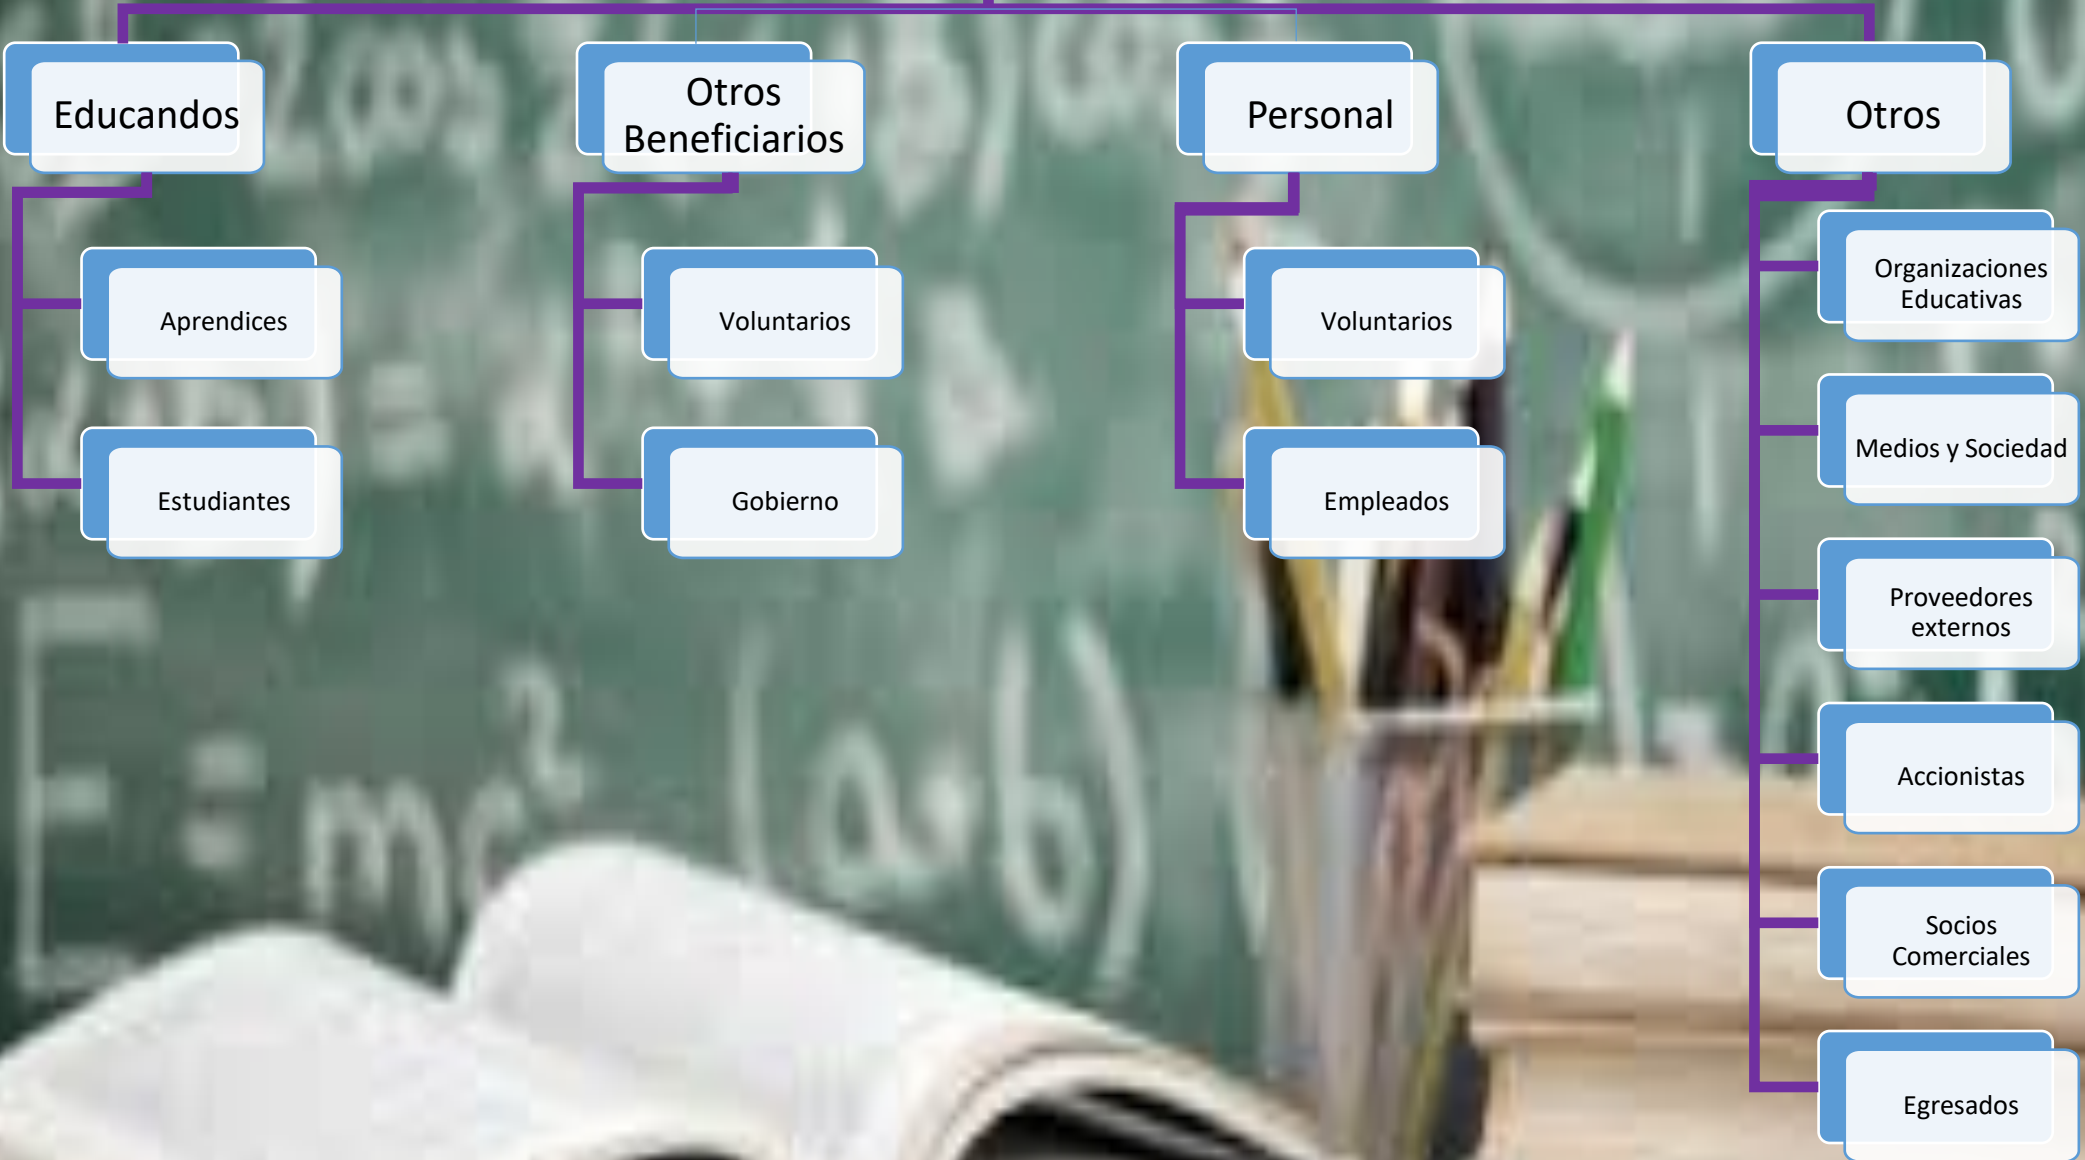 Educandos
Otros
Beneficiarios
Personal
Otros
Aprendices
Estudiantes
Voluntarios
Gobierno
Voluntarios
Empleados
Organizaciones
Educativas
Medios y Sociedad
Proveedores
externos
Accionistas
Socios
Comerciales
Egresados
E = mc² (a·b)